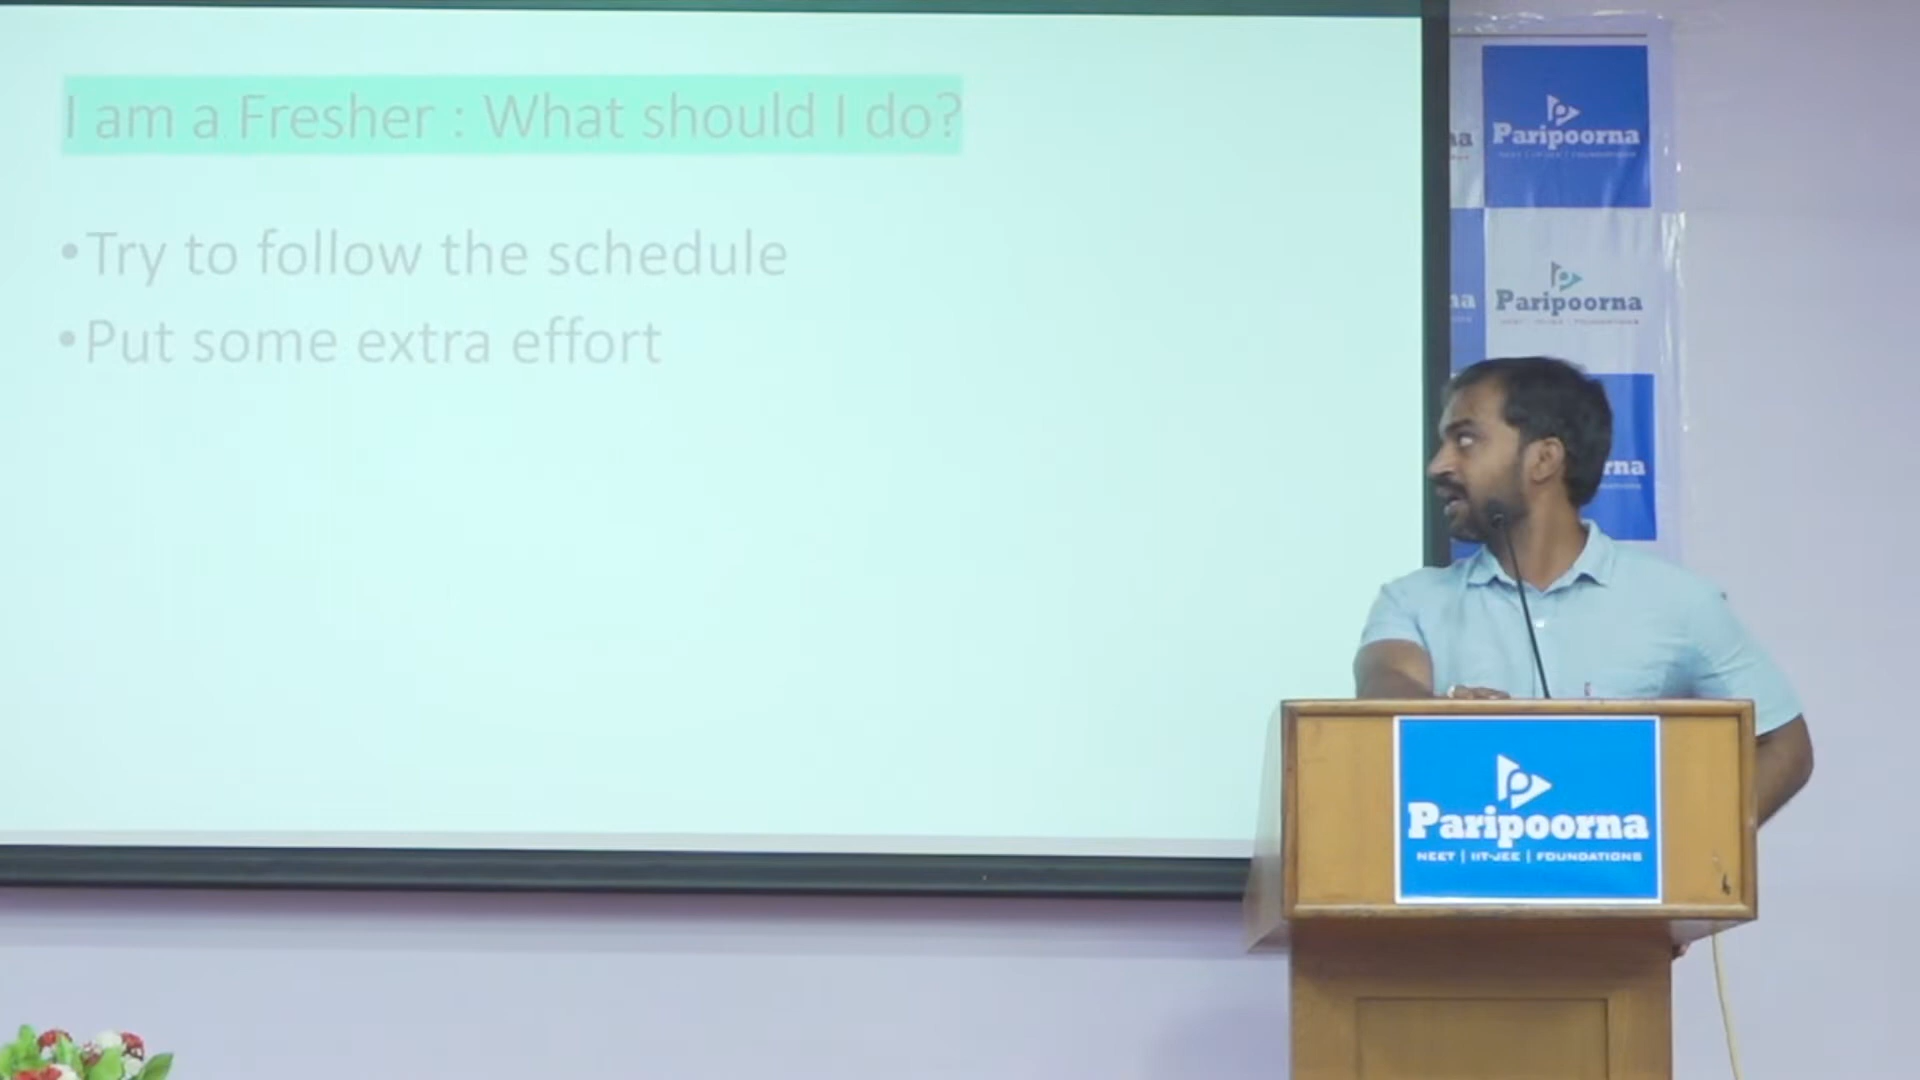 I am a Fresher : What should I do?
•Try to follow the schedule
•Put some extra effort
Paripoorna
Paripoorna
Paripoorna
NEET | IIT-JEE | FOUNDATIONS